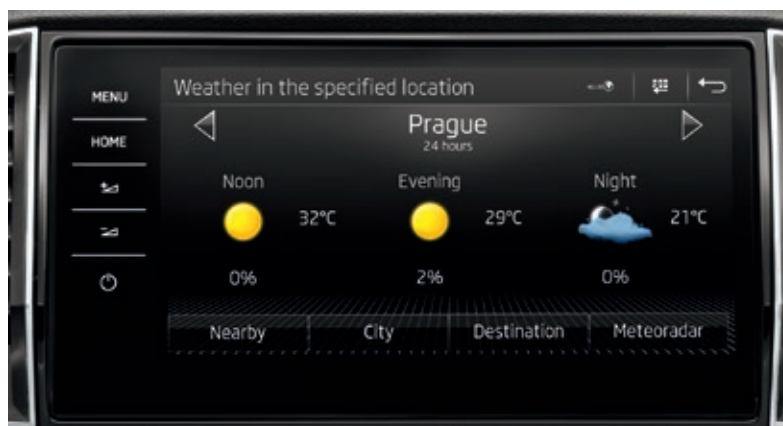 MENU
HOME
Weather in the specified location
Prague
24 hours
Noon Evening Night
32°C 29°C 21°C
0% 2% 0%
Nearby City Destination Meteoradar